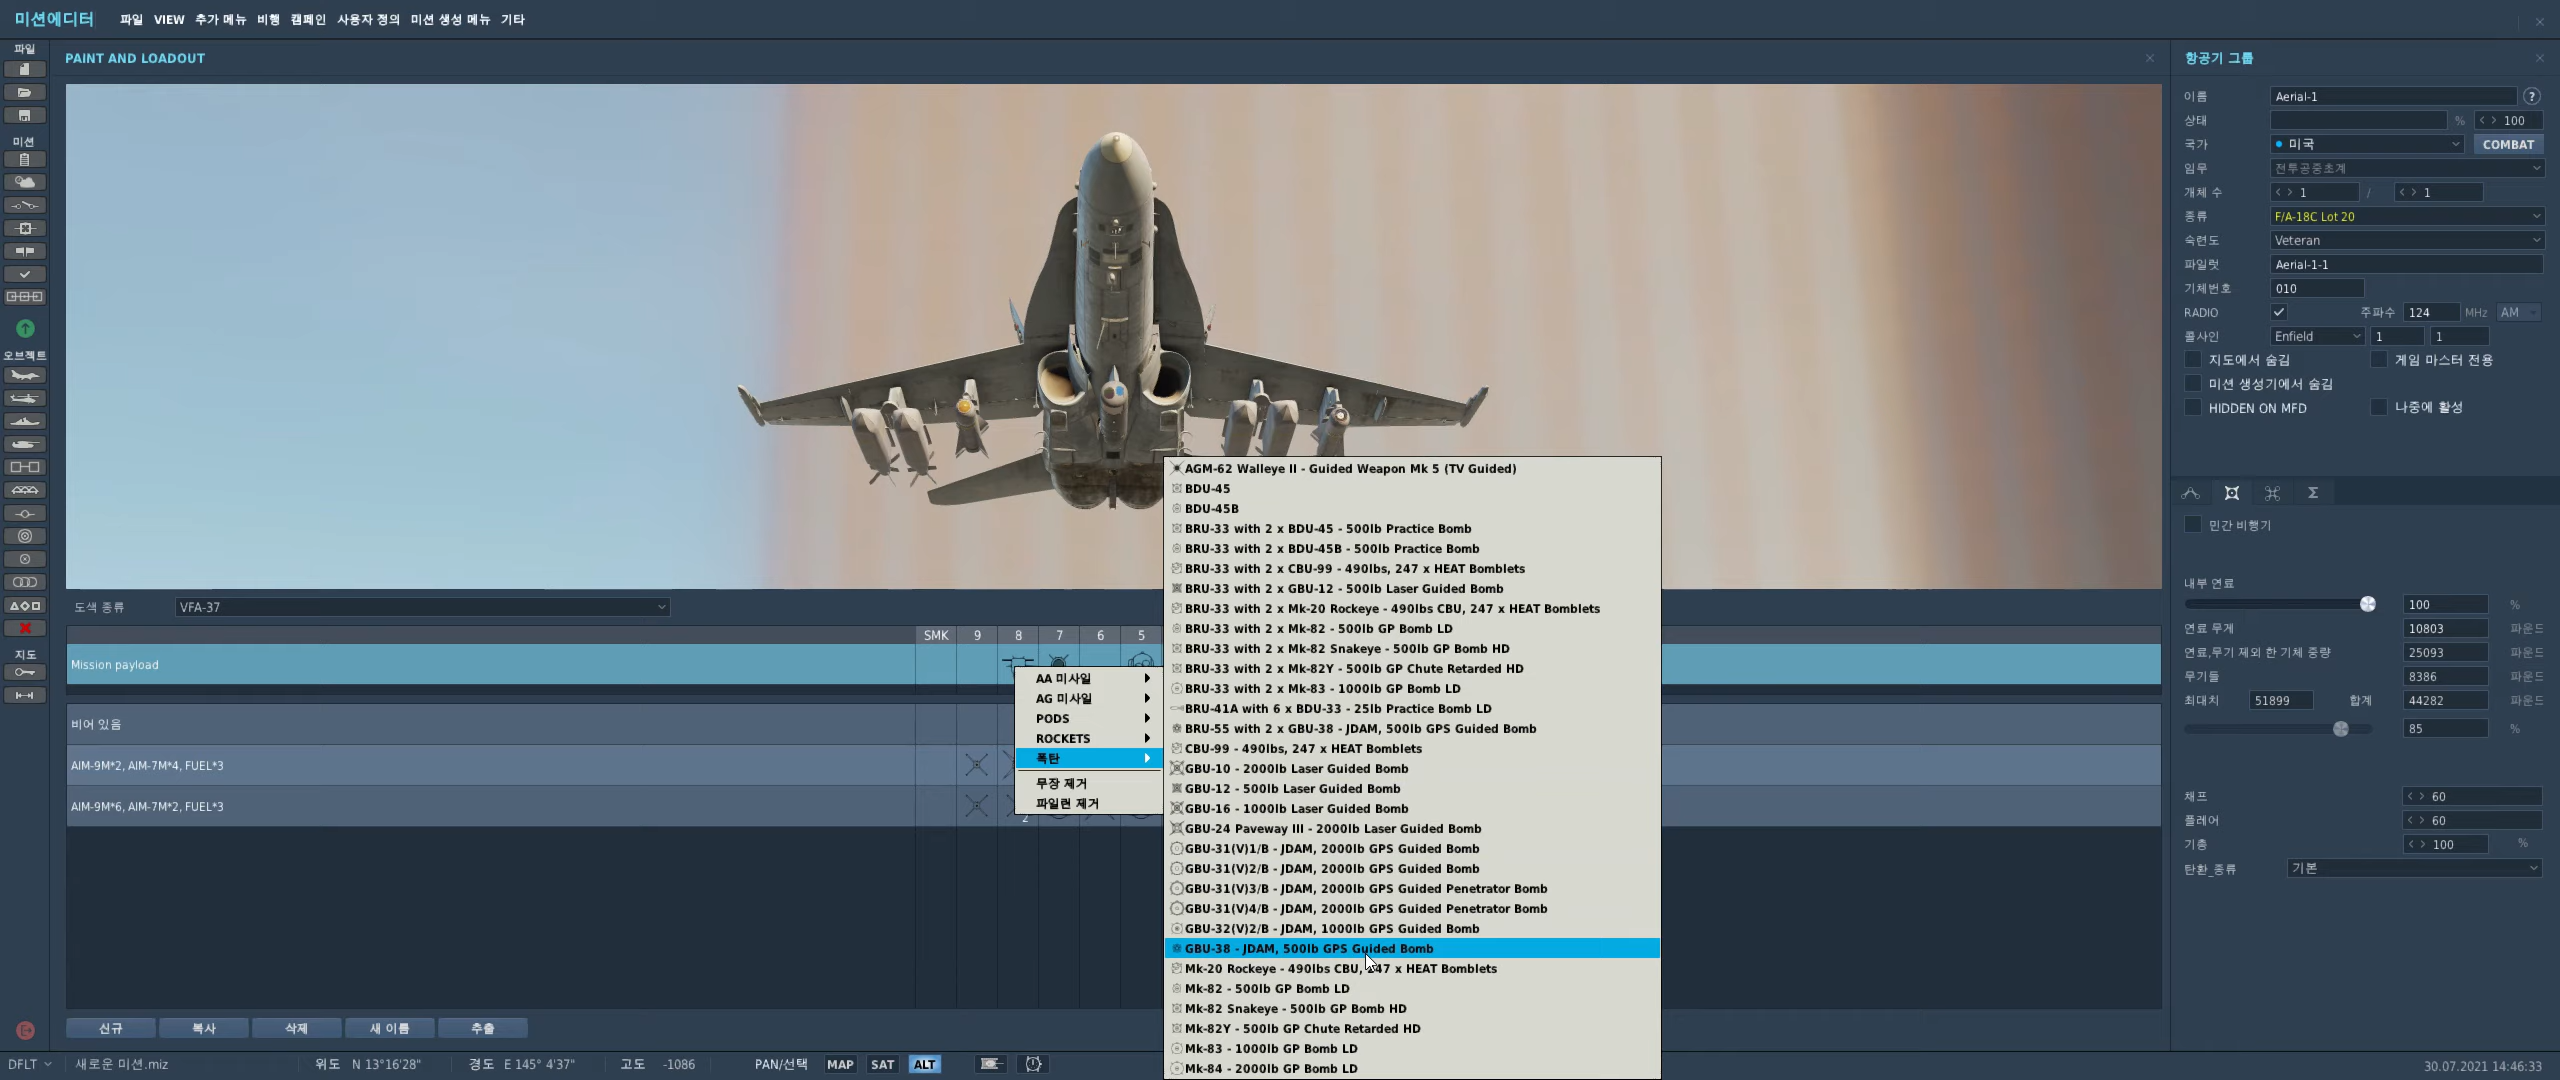 미션에디터 파일 VIEW 추가 메뉴 비행 캠페인 사용자 정의 미션 생성 메뉴 기타
파일
미션
오브젝트
지도
PAINT AND LOADOUT
도색 종류 VFA-37
SMK 9 8 7 6 5
Mission payload
비어 있음
AIM-9M*2, AIM-7M*4, FUEL*3
AIM-9M*6, AIM-7M*2, FUEL*3
2
AA 미사일
AG 미사일
PODS
ROCKETS
폭탄
무장 제거
파일런 제거
AGM-62 Walleye II - Guided Weapon Mk 5 (TV Guided)
BDU-45
BDU-45B
BRU-33 with 2 x BDU-45 - 500lb Practice Bomb
BRU-33 with 2 x BDU-45B - 500lb Practice Bomb
BRU-33 with 2 x CBU-99 - 490lbs, 247 x HEAT Bomblets
BRU-33 with 2 x GBU-12 - 500lb Laser Guided Bomb
BRU-33 with 2 x Mk-20 Rockeye - 490lbs CBU, 247 x HEAT Bomblets
BRU-33 with 2 x Mk-82 - 500lb GP Bomb LD
BRU-33 with 2 x Mk-82 Snakeye - 500lb GP Bomb HD
BRU-33 with 2 x Mk-82Y - 500lb GP Chute Retarded HD
BRU-33 with 2 x Mk-83 - 1000lb GP Bomb LD
BRU-41A with 6 x BDU-33 - 25lb Practice Bomb LD
BRU-55 with 2 x GBU-38 - JDAM, 500lb GPS Guided Bomb
CBU-99 - 490lbs, 247 x HEAT Bomblets
GBU-10 - 2000lb Laser Guided Bomb
GBU-12 - 500lb Laser Guided Bomb
GBU-16 - 1000lb Laser Guided Bomb
GBU-24 Paveway III - 2000lb Laser Guided Bomb
GBU-31(V)1/B - JDAM, 2000lb GPS Guided Bomb
GBU-31(V)2/B - JDAM, 2000lb GPS Guided Bomb
GBU-31(V)3/B - JDAM, 2000lb GPS Guided Penetrator Bomb
GBU-31(V)4/B - JDAM, 2000lb GPS Guided Penetrator Bomb
GBU-32(V)2/B - JDAM, 1000lb GPS Guided Bomb
GBU-38 - JDAM, 500lb GPS Guided Bomb
Mk-20 Rockeye - 490lbs CBU, 247 x HEAT Bomblets
Mk-82 - 500lb GP Bomb LD
Mk-82 Snakeye - 500lb GP Bomb HD
Mk-82Y - 500lb GP Chute Retarded HD
Mk-83 - 1000lb GP Bomb LD
Mk-84 - 2000lb GP Bomb LD
신규 복사 삭제 새 이름 추출
항공기 그룹
이름 Aerial-1 ?
상태 % 100
국가 미국 COMBAT
임무 전투공중초계
개체 수 1 / 1
종류 F/A-18C Lot 20
숙련도 Veteran
파일럿 Aerial-1-1
기체번호 010
RADIO 주파수 124 MHz AM
콜사인 Enfield 1 1
지도에서 숨김 게임 마스터 전용
미션 생성기에서 숨김
HIDDEN ON MFD 나중에 활성
민간 비행기
내부 연료
100 %
연료 무게 10803 파운드
연료,무기 제외 한 기체 중량 25093 파운드
무기들 8386 파운드
최대치 51899 합계 44282 파운드
85 %
채프 60
플레어 60
기총 100 %
탄환_종류 기본
DFLT 새로운 미션.miz 위도 N 13°16'28" 경도 E 145° 4'37" 고도 -1086 PAN/선택 MAP SAT ALT 30.07.2021 14:46:33